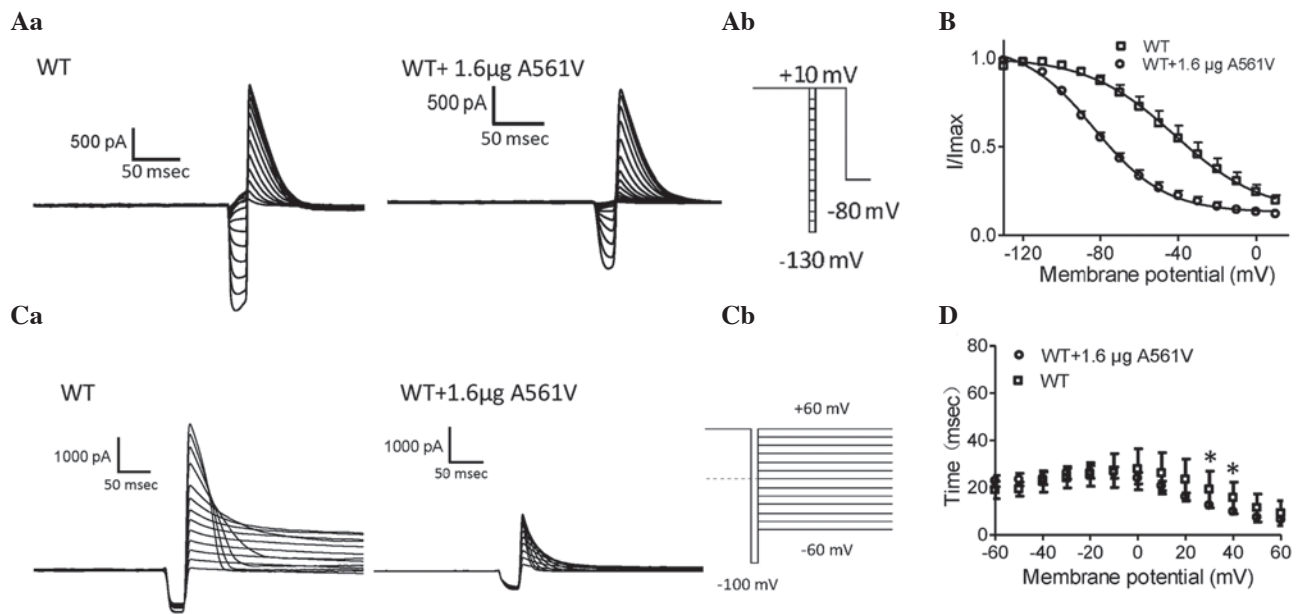 Aa
Ab
B
WT
WT+ 1.6µg A561V
500 pA
50 msec
500 pA
50 msec
+10 mV
-80 mV
-130 mV
WT
WT+1.6 µg A561V
I/Imax
1.0
0.5
0.0
-120
-80
-40
0
Membrane potential (mV)
Ca
Cb
D
WT
WT+1.6µg A561V
1000 pA
50 msec
1000 pA
50 msec
+60 mV
-60 mV
-100 mV
WT+1.6 µg A561V
WT
Time (msec)
80
60
40
20
0
* *
-60
-40
-20
0
20
40
60
Membrane potential (mV)